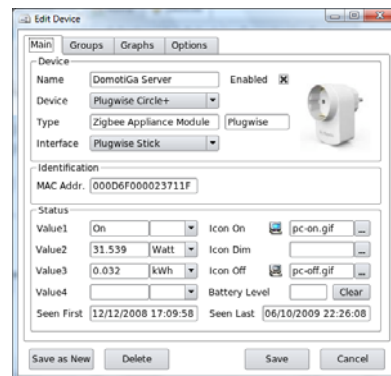 Edit Device
Main Groups Graphs Options
Device
Name DomotiGa Server Enabled
Device Plugwise Circle+
Type Zigbee Appliance Module Plugwise
Interface Plugwise Stick
Identification
MAC Addr. 000D6F000023711F
Status
Value1 On Icon On pc-on.gif ...
Value2 31.539 Watt Icon Dim ...
Value3 0.032 kWh Icon Off pc-off.gif ...
Value4 Battery Level Clear
Seen First 12/12/2008 17:09:58 Seen Last 06/10/2009 22:26:08
Save as New Delete Save Cancel